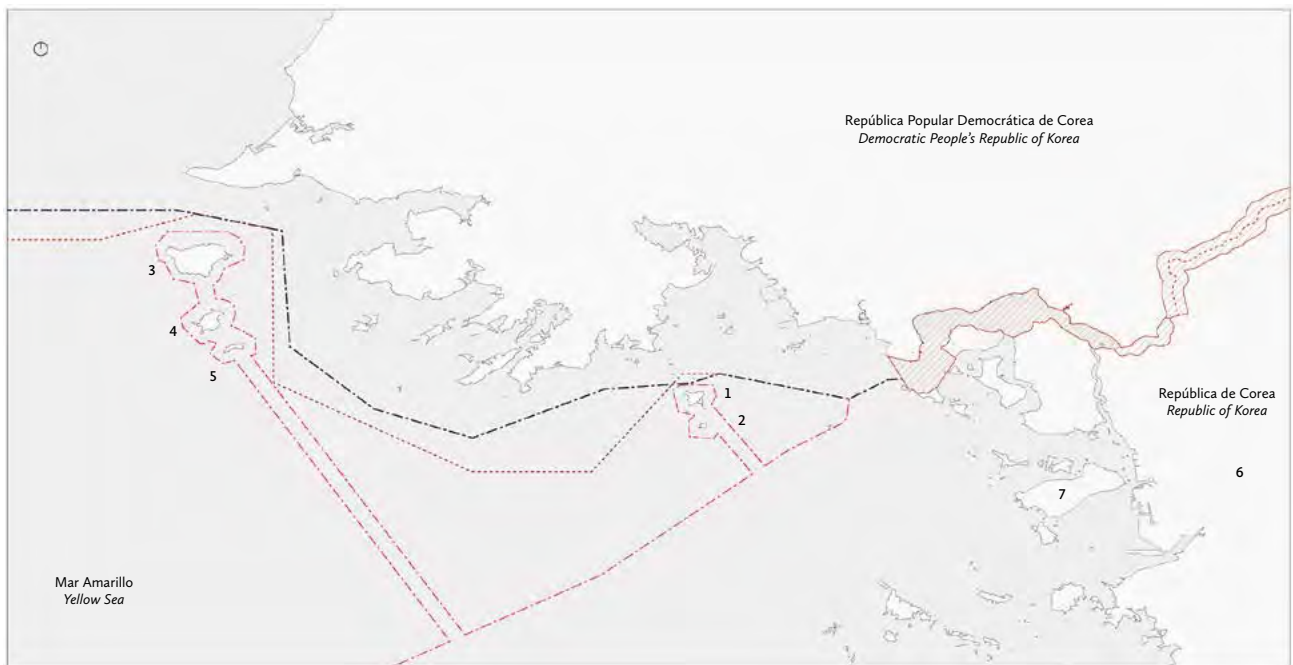 República Popular Democrática de Corea
Democratic People's Republic of Korea
3
4
5
1
2
República de Corea
Republic of Korea
6
7
Mar Amarillo
Yellow Sea